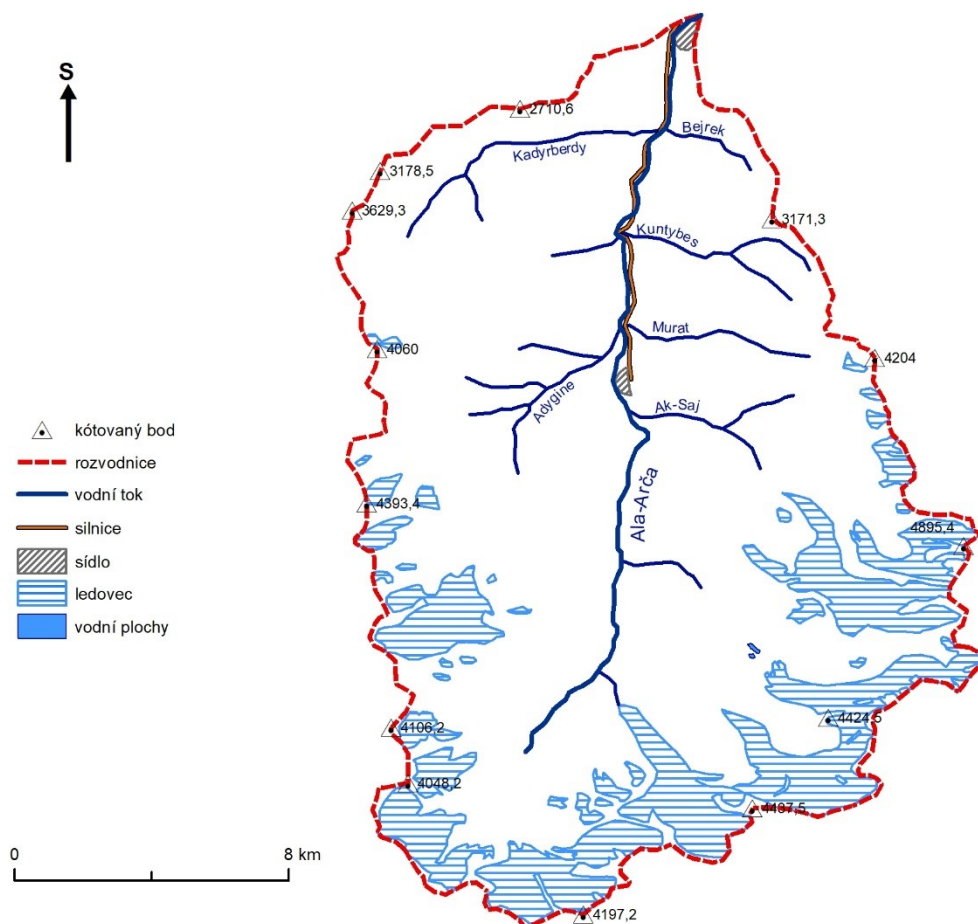 S
2710,6
Bejrek
Kadyrberdy
3178,5
3629,3
3171,3
Kuntybes
Murat
4060
4204
Adygine
Ak-Saj
kótovaný bod
rozvodnice
vodní tok
silnice
sídlo
ledovec
vodní plochy
Ala-Arča
4393,4
4895,4
4106,2
4424,5
4048,2
4437,5
0
8 km
4197,2